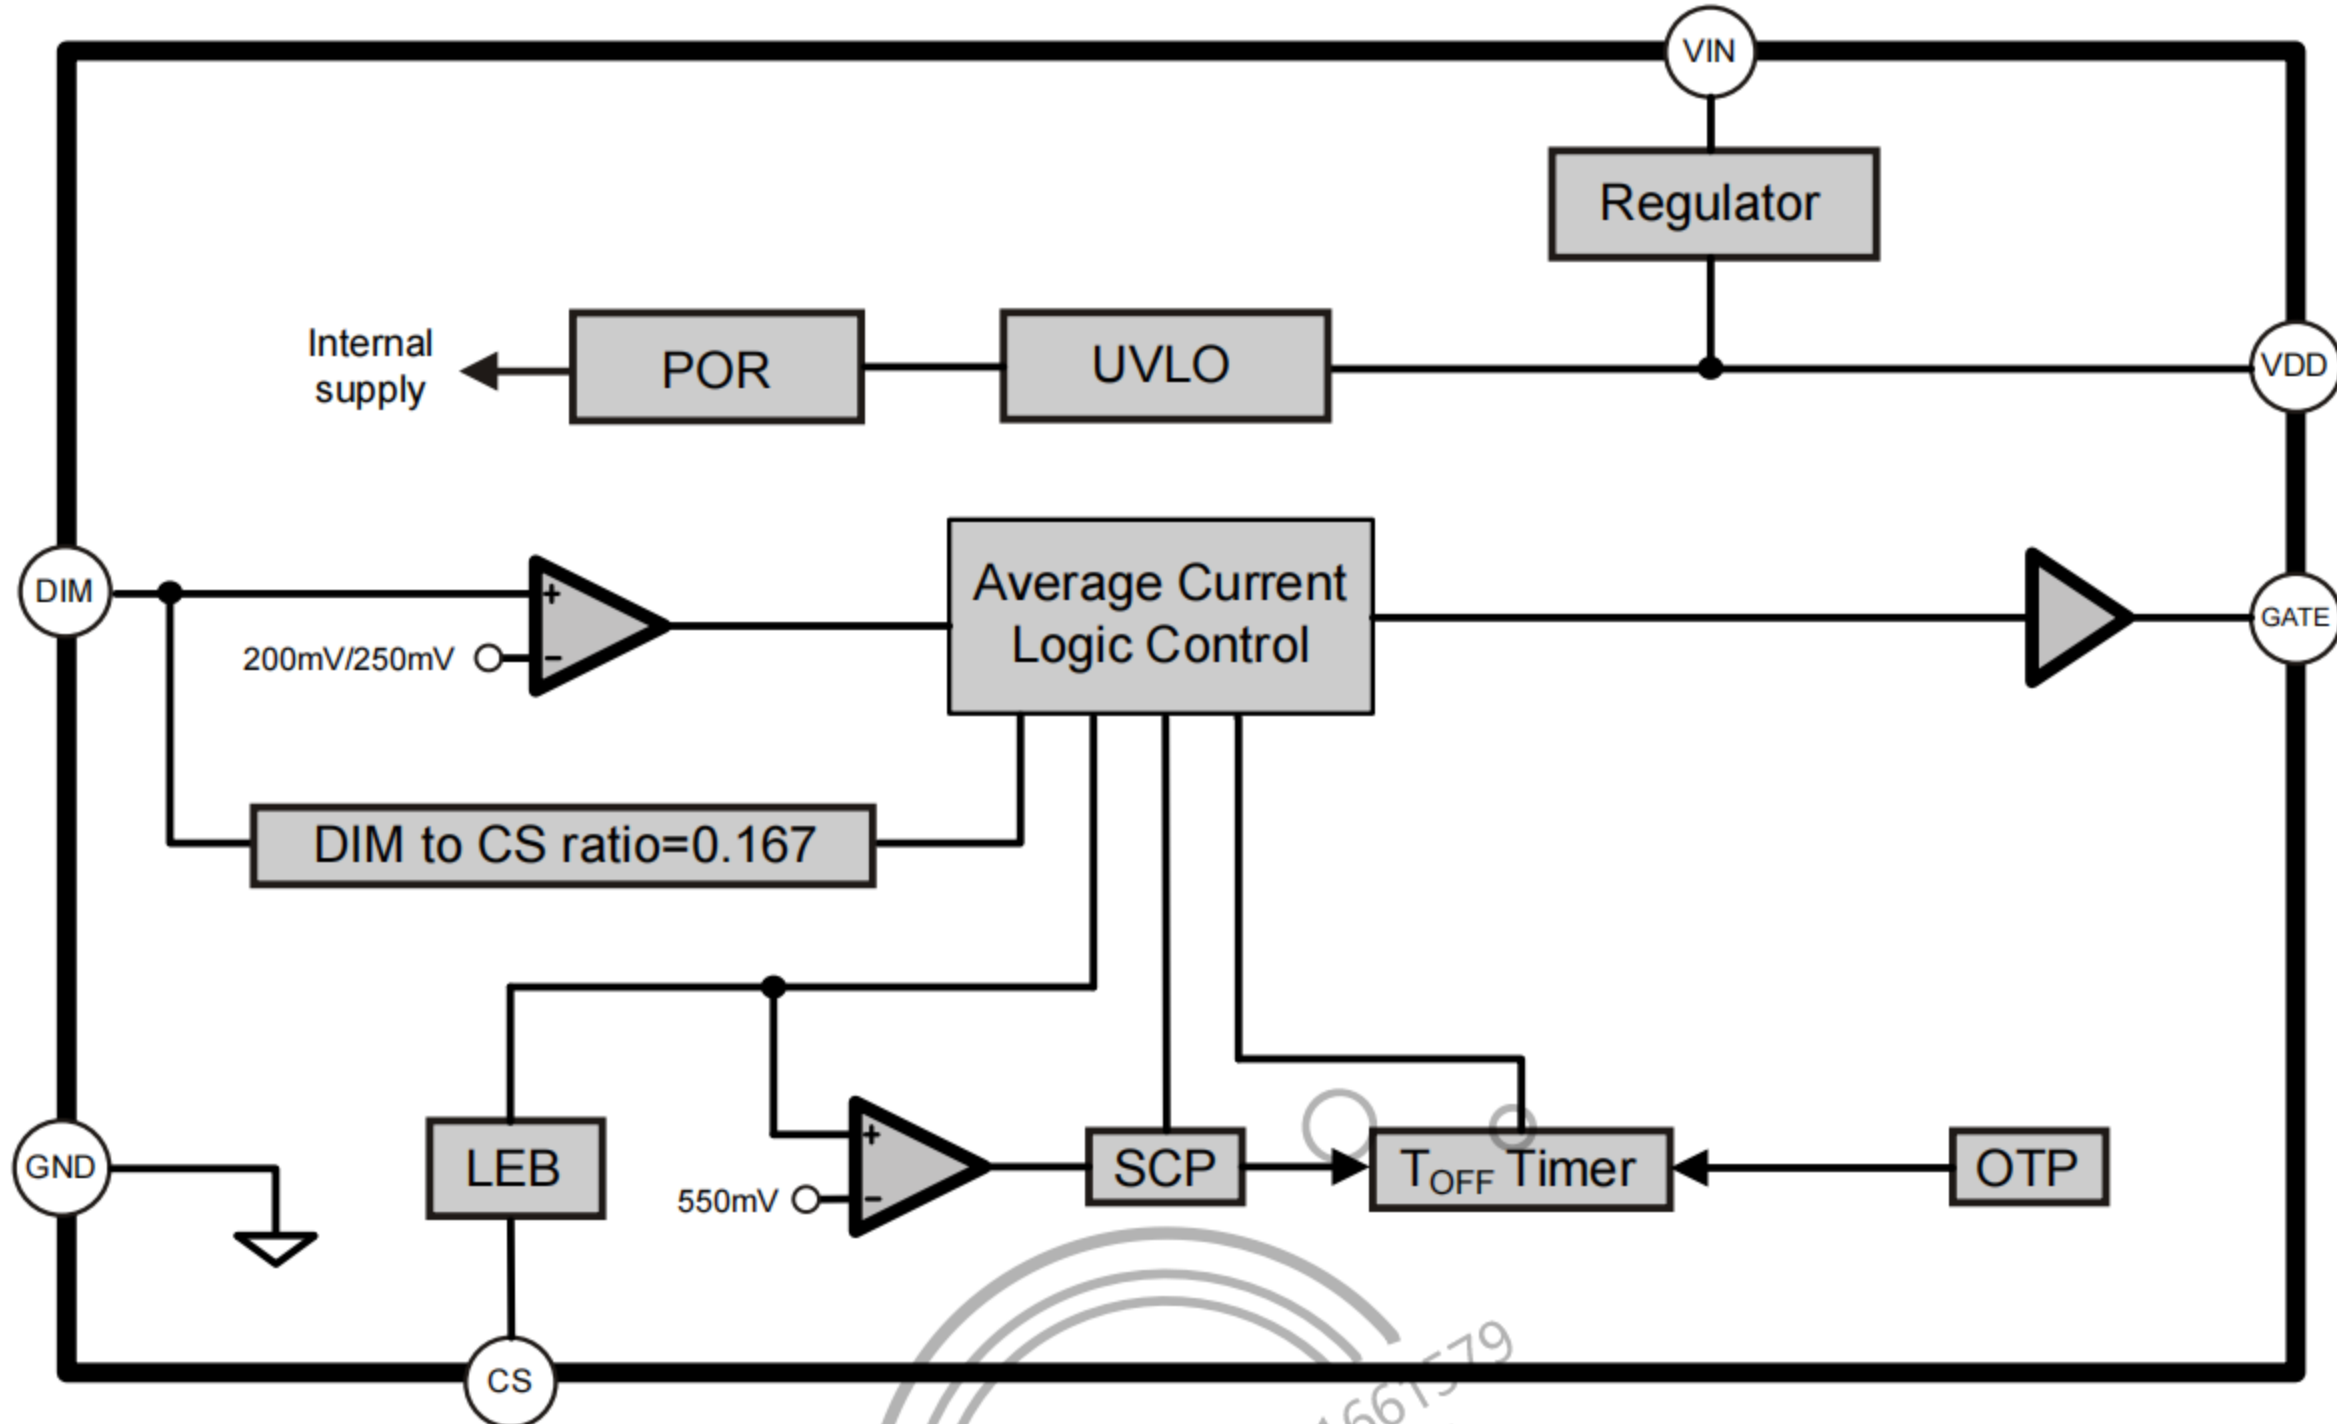 VIN
Regulator
Internal
supply
POR
UVLO
VDD
DIM
+
200mV/250mV
−
Average Current
Logic Control
GATE
DIM to CS ratio=0.167
GND
LEB
+
550mV
−
SCP
TOFF Timer
OTP
CS
1661579